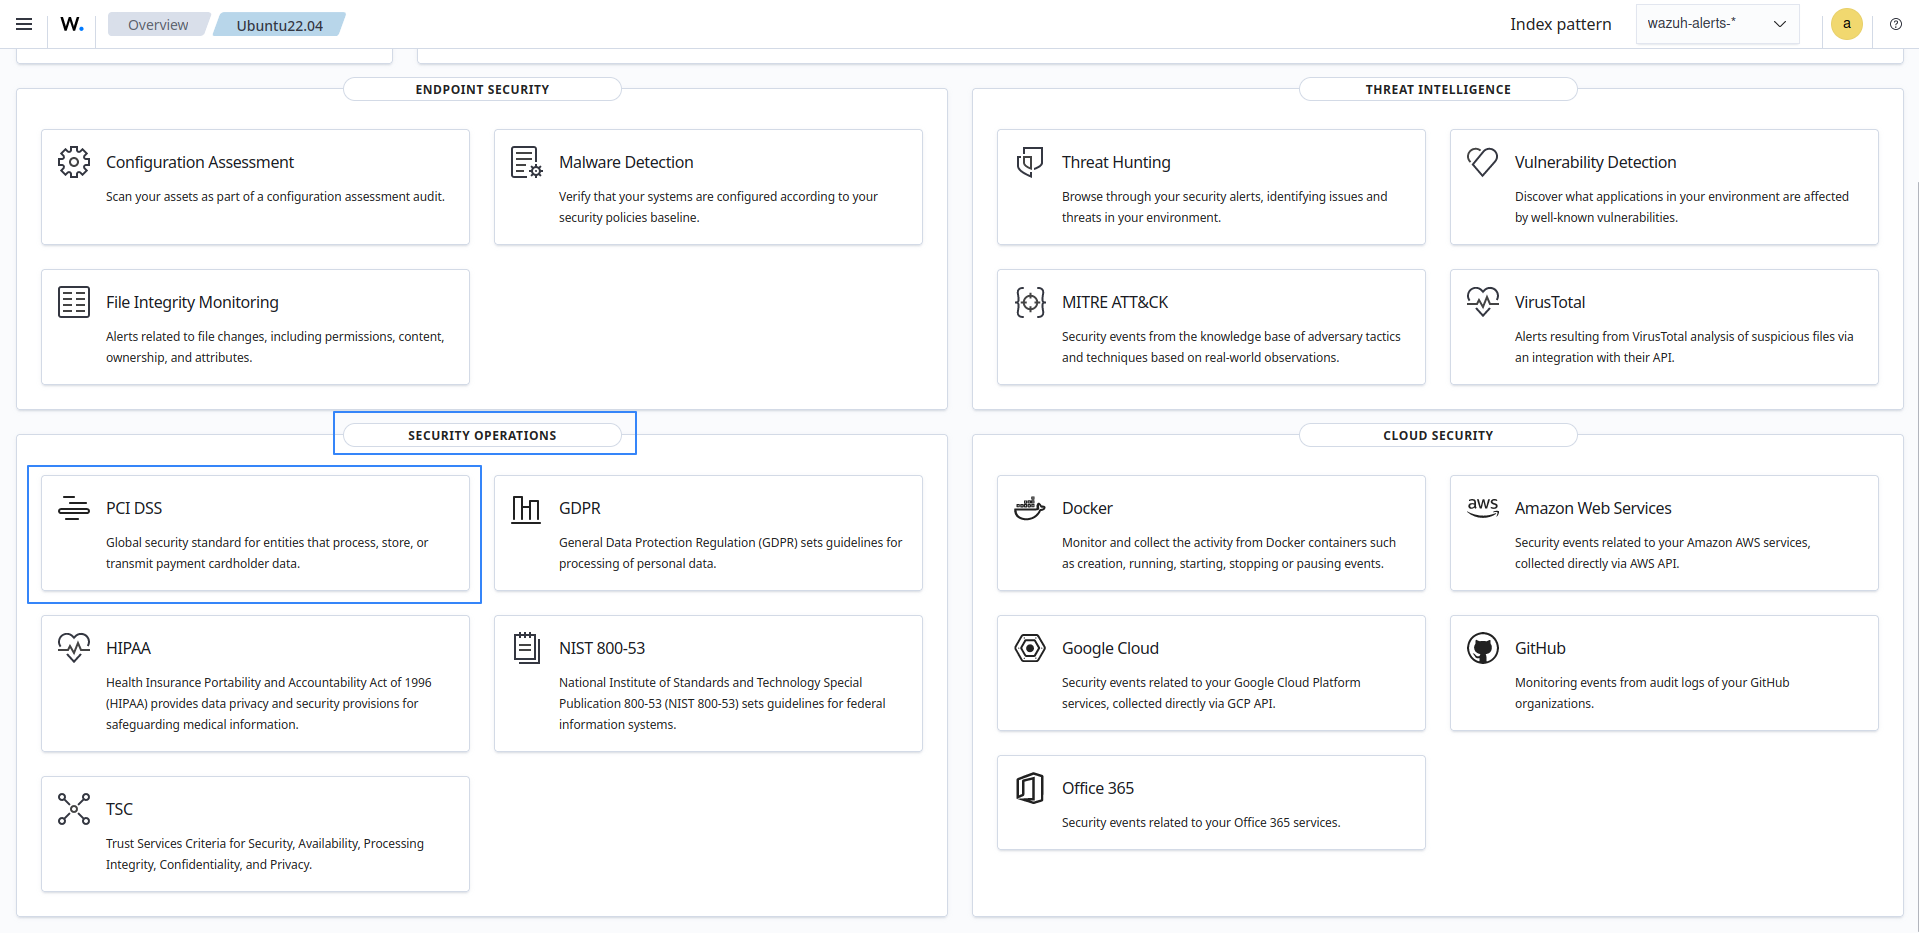 W.
Overview
Ubuntu22.04
Index pattern
wazuh-alerts-*
a
ENDPOINT SECURITY
Configuration Assessment
Scan your assets as part of a configuration assessment audit.
Malware Detection
Verify that your systems are configured according to your
security policies baseline.
File Integrity Monitoring
Alerts related to file changes, including permissions, content,
ownership, and attributes.
THREAT INTELLIGENCE
Threat Hunting
Browse through your security alerts, identifying issues and
threats in your environment.
Vulnerability Detection
Discover what applications in your environment are affected
by well-known vulnerabilities.
MITRE ATT&CK
Security events from the knowledge base of adversary tactics
and techniques based on real-world observations.
VirusTotal
Alerts resulting from VirusTotal analysis of suspicious files via
an integration with their API.
SECURITY OPERATIONS
PCI DSS
Global security standard for entities that process, store, or
transmit payment cardholder data.
GDPR
General Data Protection Regulation (GDPR) sets guidelines for
processing of personal data.
HIPAA
Health Insurance Portability and Accountability Act of 1996
(HIPAA) provides data privacy and security provisions for
safeguarding medical information.
NIST 800-53
National Institute of Standards and Technology Special
Publication 800-53 (NIST 800-53) sets guidelines for federal
information systems.
TSC
Trust Services Criteria for Security, Availability, Processing
Integrity, Confidentiality, and Privacy.
CLOUD SECURITY
Docker
Monitor and collect the activity from Docker containers such
as creation, running, starting, stopping or pausing events.
aws
Amazon Web Services
Security events related to your Amazon AWS services,
collected directly via AWS API.
Google Cloud
Security events related to your Google Cloud Platform
services, collected directly via GCP API.
GitHub
Monitoring events from audit logs of your GitHub
organizations.
Office 365
Security events related to your Office 365 services.